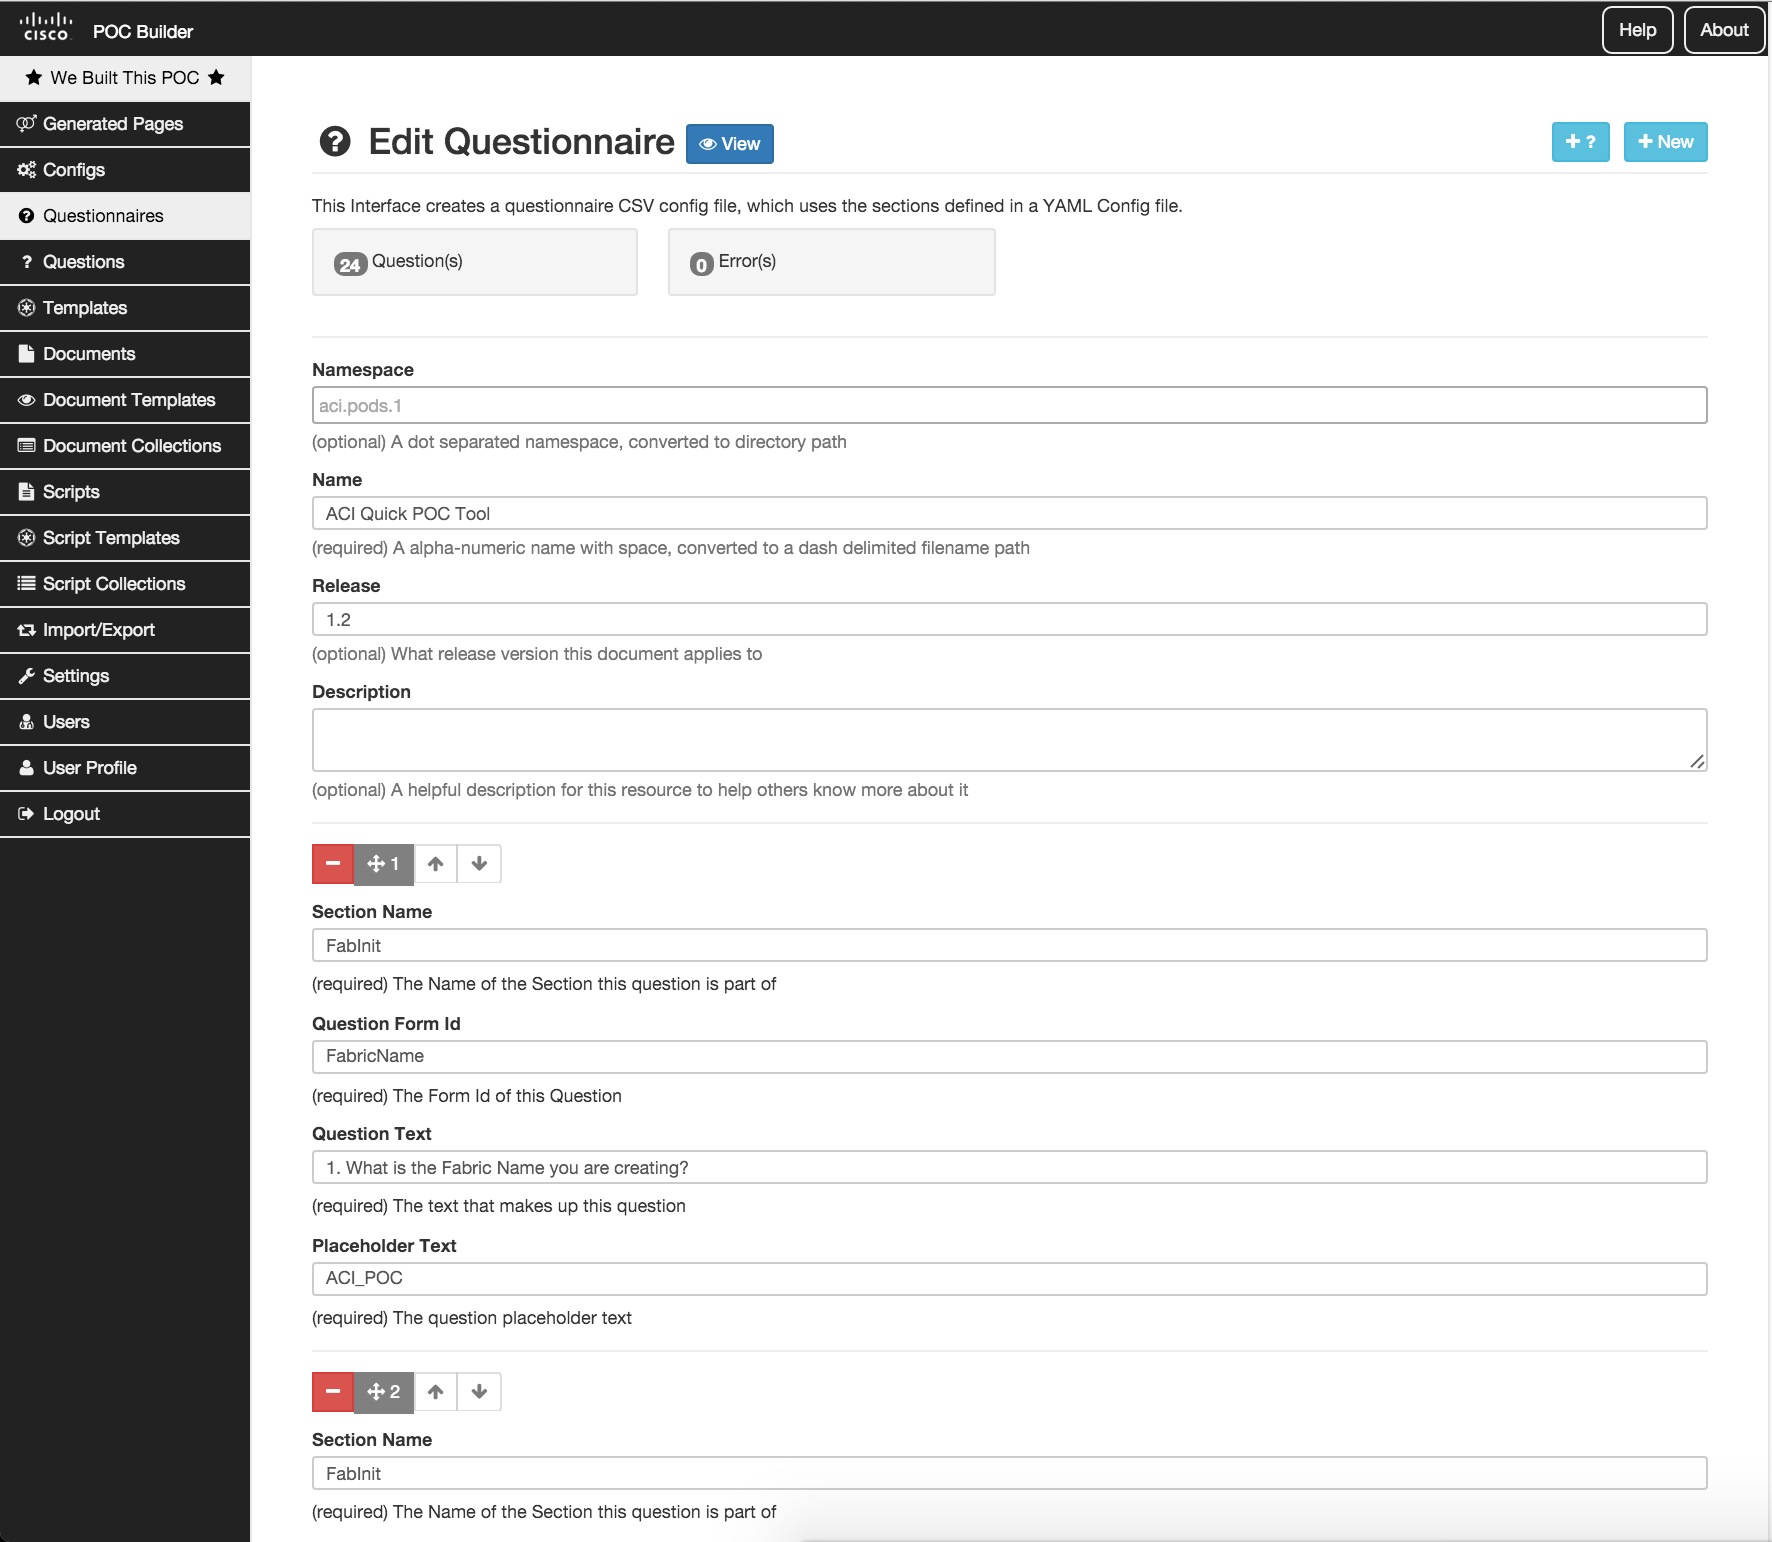 cisco POC Builder Help About
We Built This POC
Generated Pages
Configs
Questionnaires
Questions
Templates
Documents
Document Templates
Document Collections
Scripts
Script Templates
Script Collections
Import/Export
Settings
Users
User Profile
Logout
Edit Questionnaire View + ? + New
This Interface creates a questionnaire CSV config file, which uses the sections defined in a YAML Config file.
24 Question(s) 0 Error(s)
Namespace
aci.pods.1
(optional) A dot separated namespace, converted to directory path
Name
ACI Quick POC Tool
(required) A alpha-numeric name with space, converted to a dash delimited filename path
Release
1.2
(optional) What release version this document applies to
Description
(optional) A helpful description for this resource to help others know more about it
1
Section Name
FabInit
(required) The Name of the Section this question is part of
Question Form Id
FabricName
(required) The Form Id of this Question
Question Text
1. What is the Fabric Name you are creating?
(required) The text that makes up this question
Placeholder Text
ACI_POC
(required) The question placeholder text
2
Section Name
FabInit
(required) The Name of the Section this question is part of